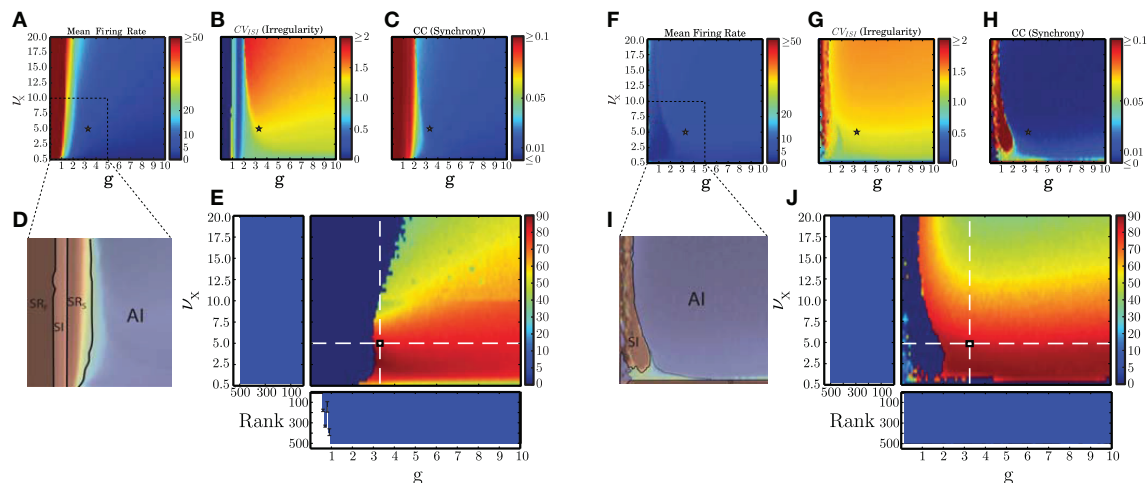 A
Mean Firing Rate
≥50
20
10
5
0
20.0
17.5
15.0
12.5
10.0
7.5
5.0
2.5
0.5
ν_x
1 2 3 4 5 6 7 8 9 10
g
B
CV_ISI (Irregularity)
≥2
1
0.5
0
1 2 3 4 5 6 7 8 9 10
g
C
CC (Synchrony)
≥0.1
0.05
0.01
≤0
1 2 3 4 5 6 7 8 9 10
g
D
SR_F
SI
SR_S
AI
E
20.0
17.5
15.0
12.5
10.0
7.5
5.0
2.5
0.5
ν_x
500 300 100
90
80
70
60
50
40
30
20
10
0
Rank
100
300
500
1 2 3 4 5 6 7 8 9 10
g
F
Mean Firing Rate
≥50
20
10
5
0
20.0
17.5
15.0
12.5
10.0
7.5
5.0
2.5
0.5
ν_x
1 2 3 4 5 6 7 8 9 10
g
G
CV_ISI (Irregularity)
≥2
1
0.5
0
1 2 3 4 5 6 7 8 9 10
g
H
CC (Synchrony)
≥0.1
0.05
0.01
≤0
1 2 3 4 5 6 7 8 9 10
g
I
SI
AI
J
20.0
17.5
15.0
12.5
10.0
7.5
5.0
2.5
0.5
ν_x
500 300 100
90
80
70
60
50
40
30
20
10
0
Rank
100
300
500
1 2 3 4 5 6 7 8 9 10
g